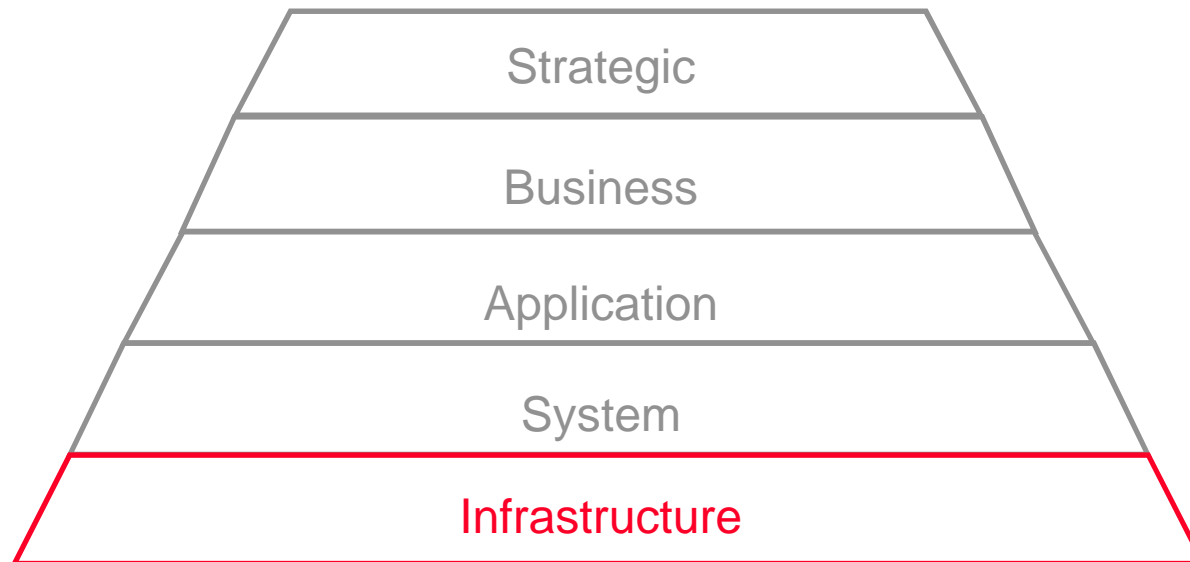 Strategic
Business
Application
System
Infrastructure